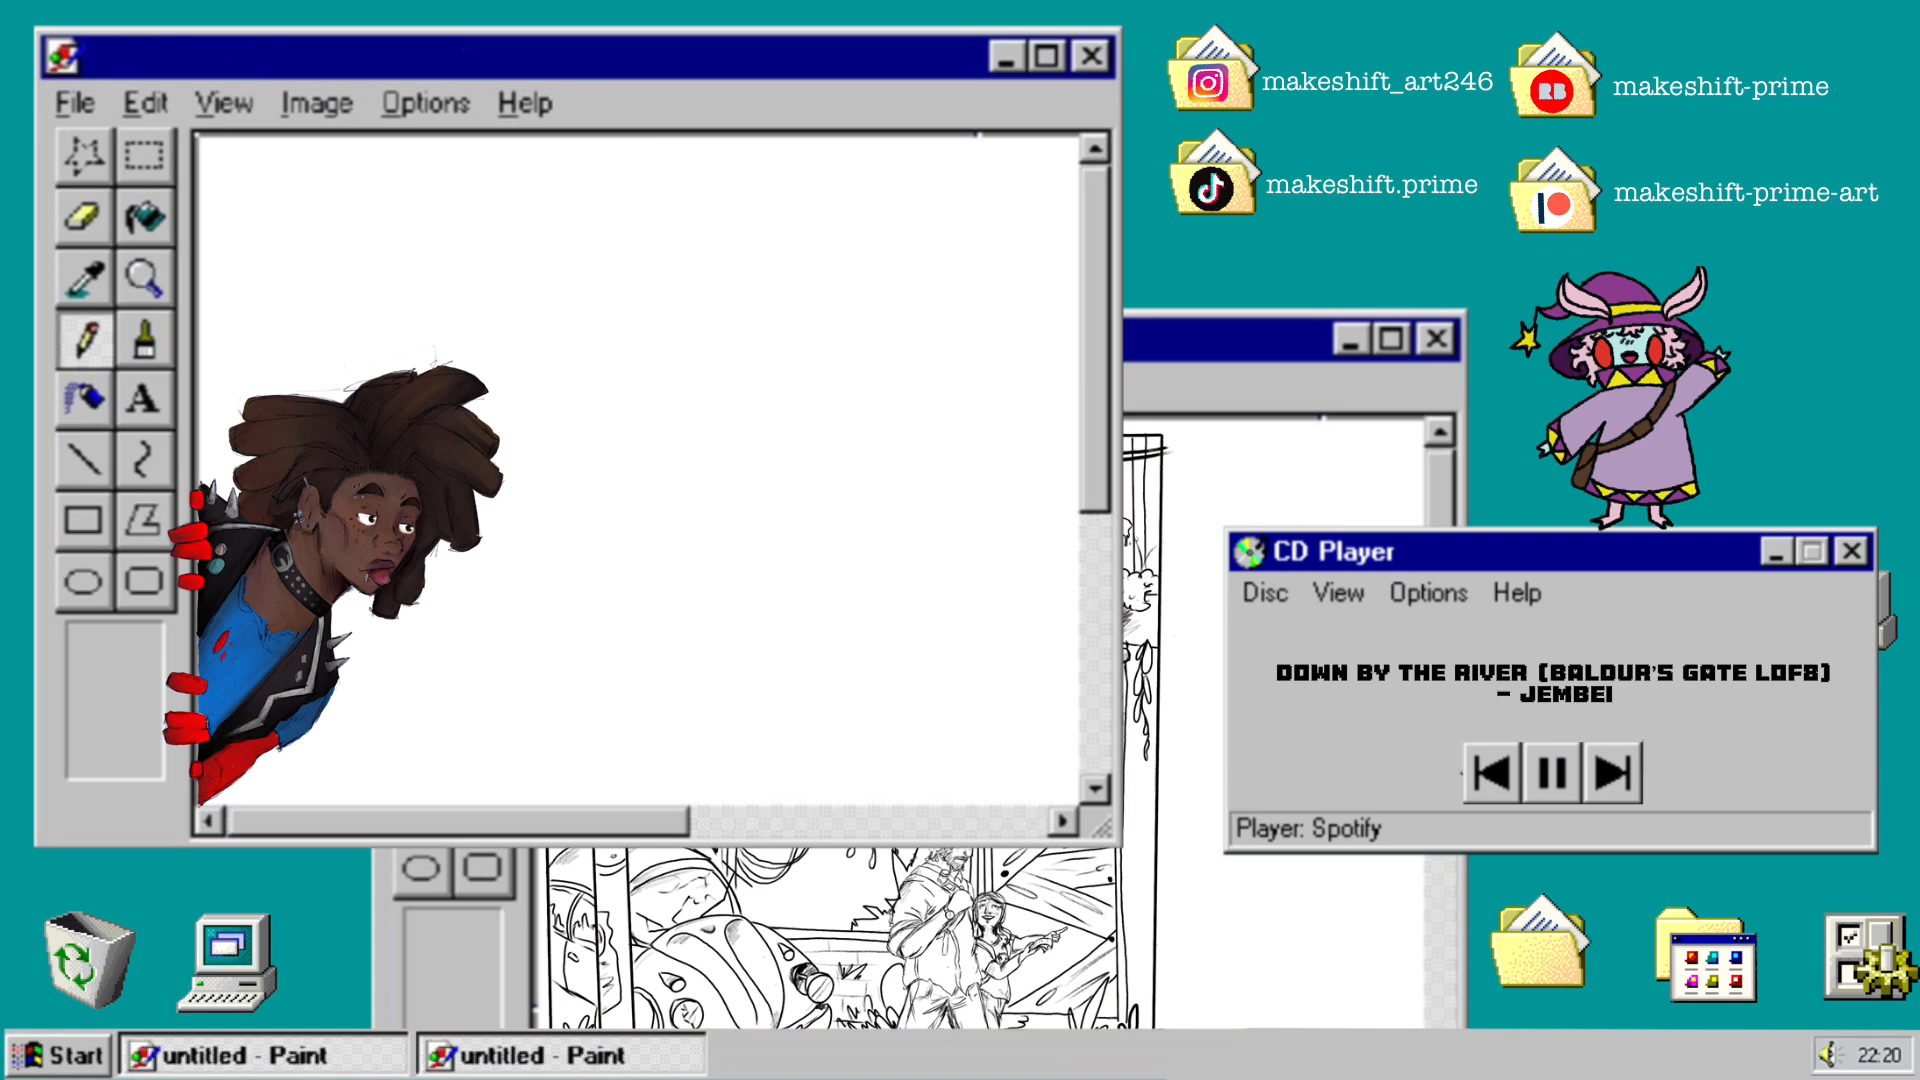 File Edit View Image Options Help
A
makeshift_art246
RB
makeshift-prime
makeshift.prime
makeshift-prime-art
CD Player
Disc View Options Help
DOWN BY THE RIVER (BALDUR'S GATE LOFB)
- JEMBEI
Player: Spotify
Start
untitled - Paint
untitled - Paint
22:20